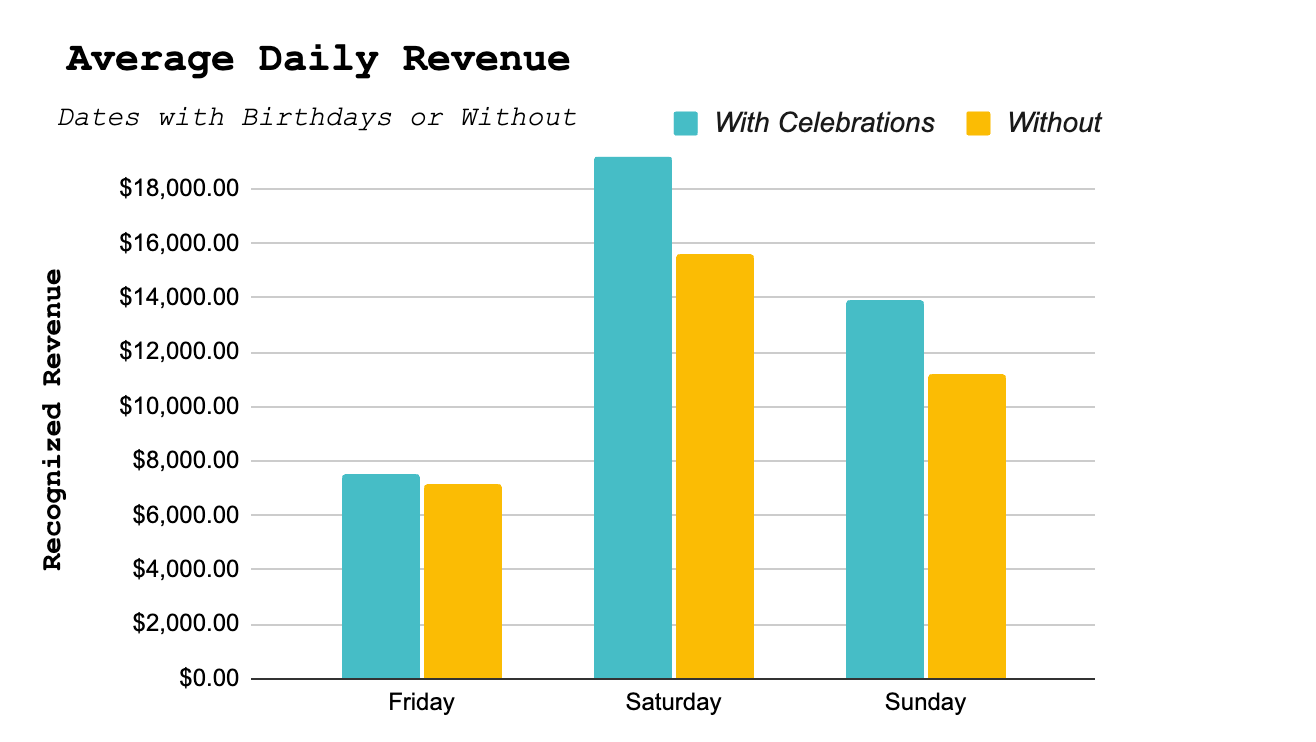 Average Daily Revenue
Dates with Birthdays or Without
With Celebrations
Without
Recognized Revenue
$18,000.00
$16,000.00
$14,000.00
$12,000.00
$10,000.00
$8,000.00
$6,000.00
$4,000.00
$2,000.00
$0.00
Friday
Saturday
Sunday